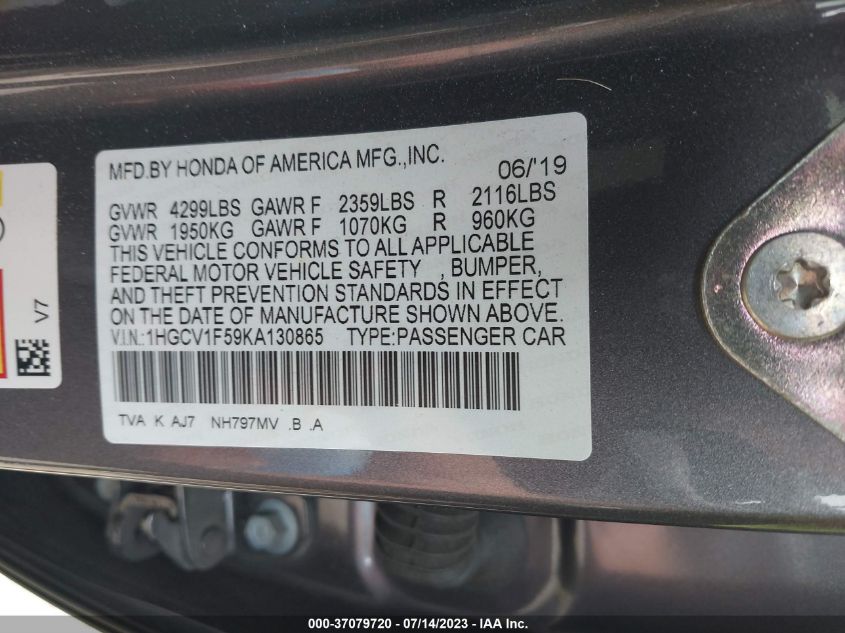 MFD.BY HONDA OF AMERICA MFG.,INC. 06/'19
GVWR 4299LBS GAWR F 2359LBS R 2116LBS
GVWR 1950KG GAWR F 1070KG R 960KG
THIS VEHICLE CONFORMS TO ALL APPLICABLE
FEDERAL MOTOR VEHICLE SAFETY , BUMPER,
AND THEFT PREVENTION STANDARDS IN EFFECT
ON THE DATE OF MANUFACTURE SHOWN ABOVE.
V.I.N.:1HGCV1F59KA130865 TYPE:PASSENGER CAR
TVA K AJ7 NH797MV .B .A
V7
000-37079720 / 07/14/2023 - IAA Inc.